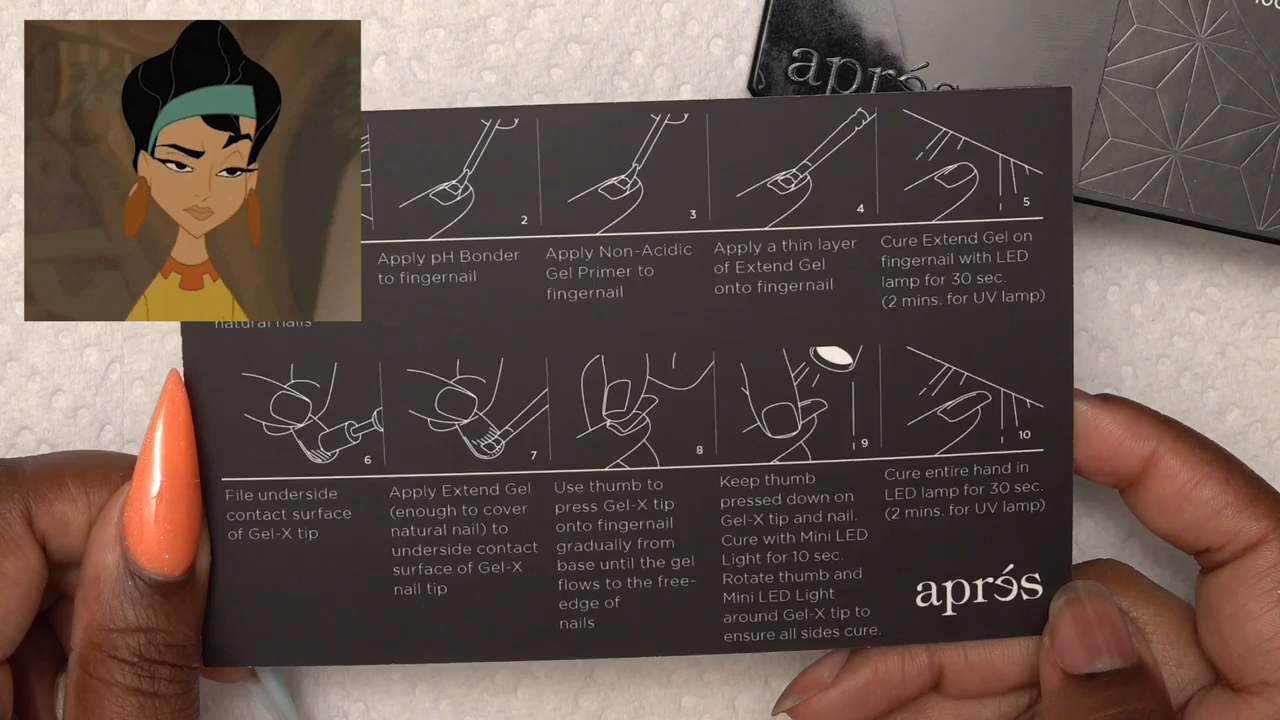 aprés
2
3
4
5
Apply pH Bonder
to fingernail
Apply Non-Acidic
Gel Primer to
fingernail
Apply a thin layer
of Extend Gel
onto fingernail
Cure Extend Gel on
fingernail with LED
lamp for 30 sec.
(2 mins. for UV lamp)
natural nails
6
7
8
9
10
File underside
contact surface
of Gel-X tip
Apply Extend Gel
(enough to cover
natural nail) to
underside contact
surface of Gel-X
nail tip
Use thumb to
press Gel-X tip
onto fingernail
gradually from
base until the gel
flows to the free-
edge of
nails
Keep thumb
pressed down on
Gel-X tip and nail.
Cure with Mini LED
Light for 10 sec.
Rotate thumb and
Mini LED Light
around Gel-X tip to
ensure all sides cure.
Cure entire hand in
LED lamp for 30 sec.
(2 mins. for UV lamp)
aprés